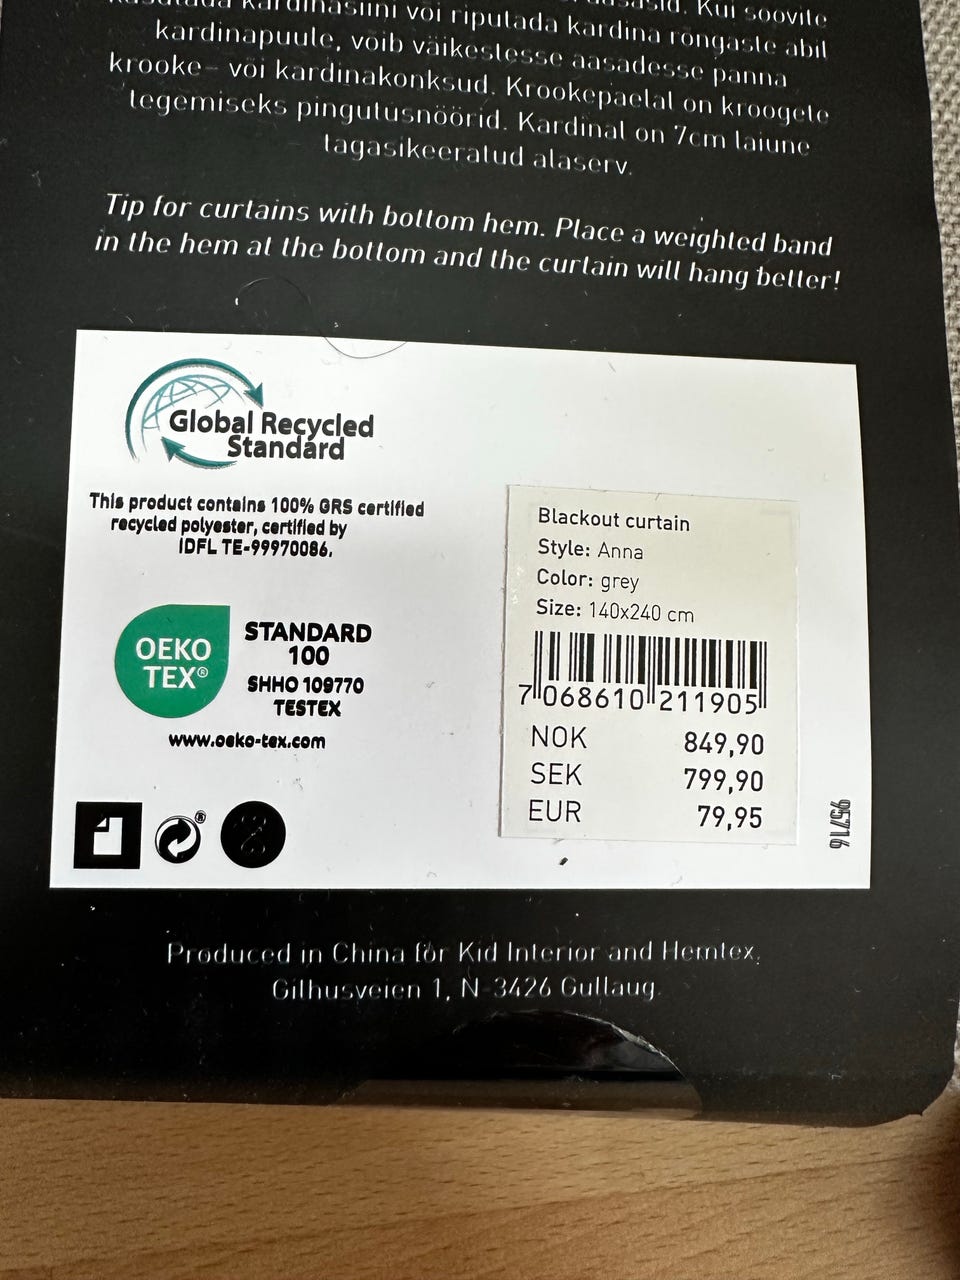 voi riputada kardina rõngaste abil
kardinapuule, võib väikestesse aasadesse panna
krooke- või kardinakonksud. Krookepaelal on kroogete
tegemiseks pingutusnöörid. Kardinal on 7cm laiune
tagasikeeratud alaserv.
Tip for curtains with bottom hem. Place a weighted band
in the hem at the bottom and the curtain will hang better!
Global Recycled
Standard
This product contains 100% GRS certified
recycled polyester, certified by
IDFL TE-99970086.
OEKO
TEX®
STANDARD
100
SHHO 109770
TESTEX
www.oeko-tex.com
®
Blackout curtain
Style: Anna
Color: grey
Size: 140x240 cm
7 068610 211905
NOK 849,90
SEK 799,90
EUR 79,95
95716
Produced in China for Kid Interior and Hemtex,
Gilhusveien 1, N-3426 Gullaug.